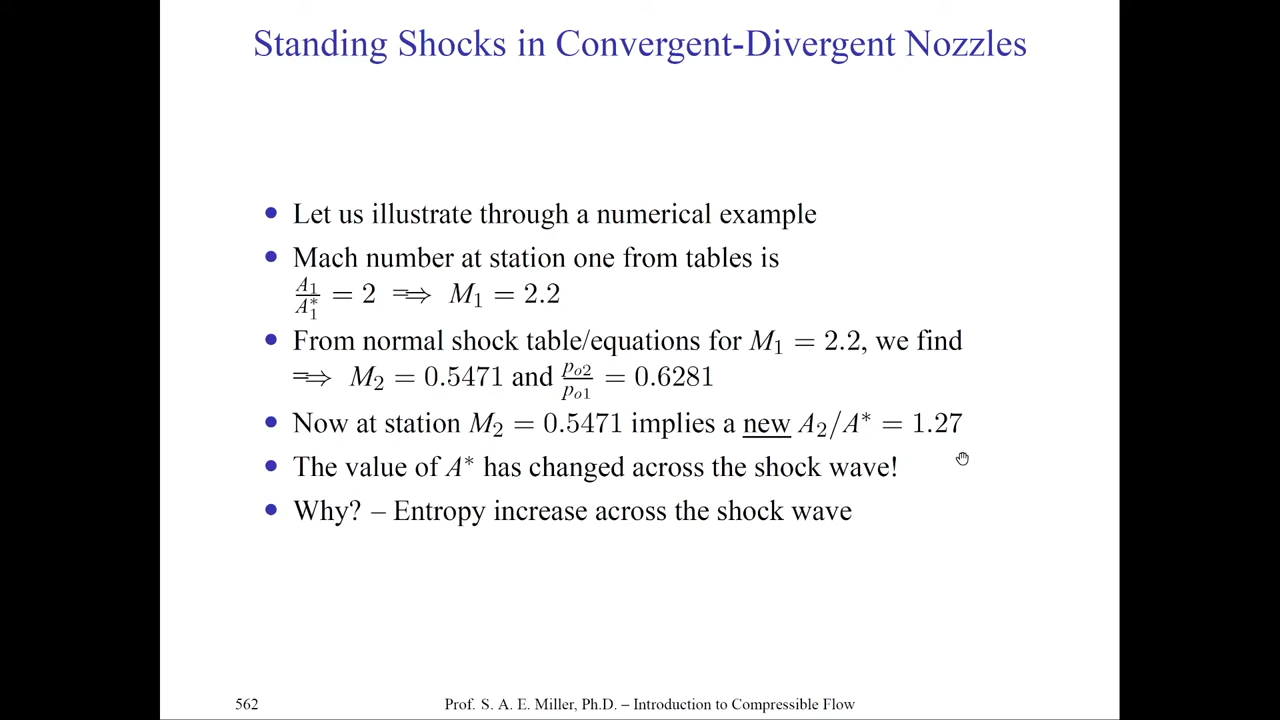 Standing Shocks in Convergent-Divergent Nozzles
• Let us illustrate through a numerical example
• Mach number at station one from tables is
A₁/A₁* = 2 ⟹ M₁ = 2.2
• From normal shock table/equations for M₁ = 2.2, we find
⟹ M₂ = 0.5471 and pₒ₂/pₒ₁ = 0.6281
• Now at station M₂ = 0.5471 implies a new A₂/A* = 1.27
• The value of A* has changed across the shock wave!
• Why? – Entropy increase across the shock wave
562 Prof. S. A. E. Miller, Ph.D. – Introduction to Compressible Flow